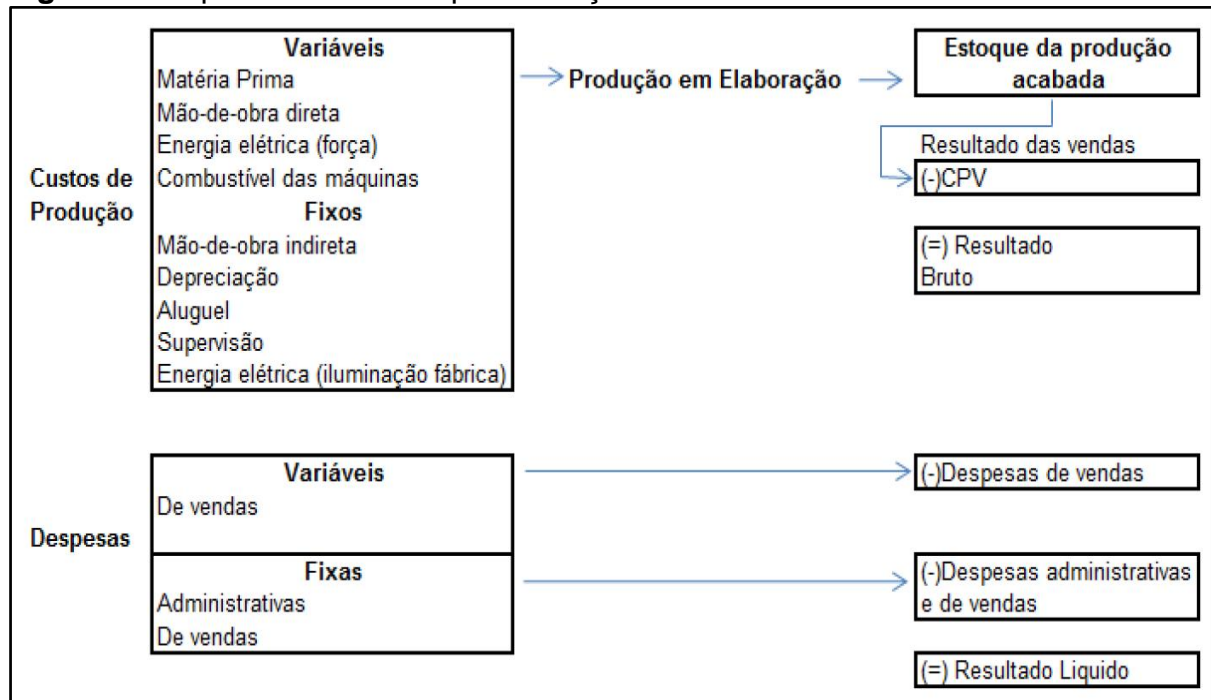 Variáveis
Matéria Prima
Mão-de-obra direta
Energia elétrica (força)
Combustível das máquinas
Custos de
Produção
Fixos
Mão-de-obra indireta
Depreciação
Aluguel
Supervisão
Energia elétrica (iluminação fábrica)
Produção em Elaboração
Estoque da produção
acabada
Resultado das vendas
(-)CPV
(=) Resultado
Bruto
Despesas
Variáveis
De vendas
Fixas
Administrativas
De vendas
(-)Despesas de vendas
(-)Despesas administrativas
e de vendas
(=) Resultado Liquido